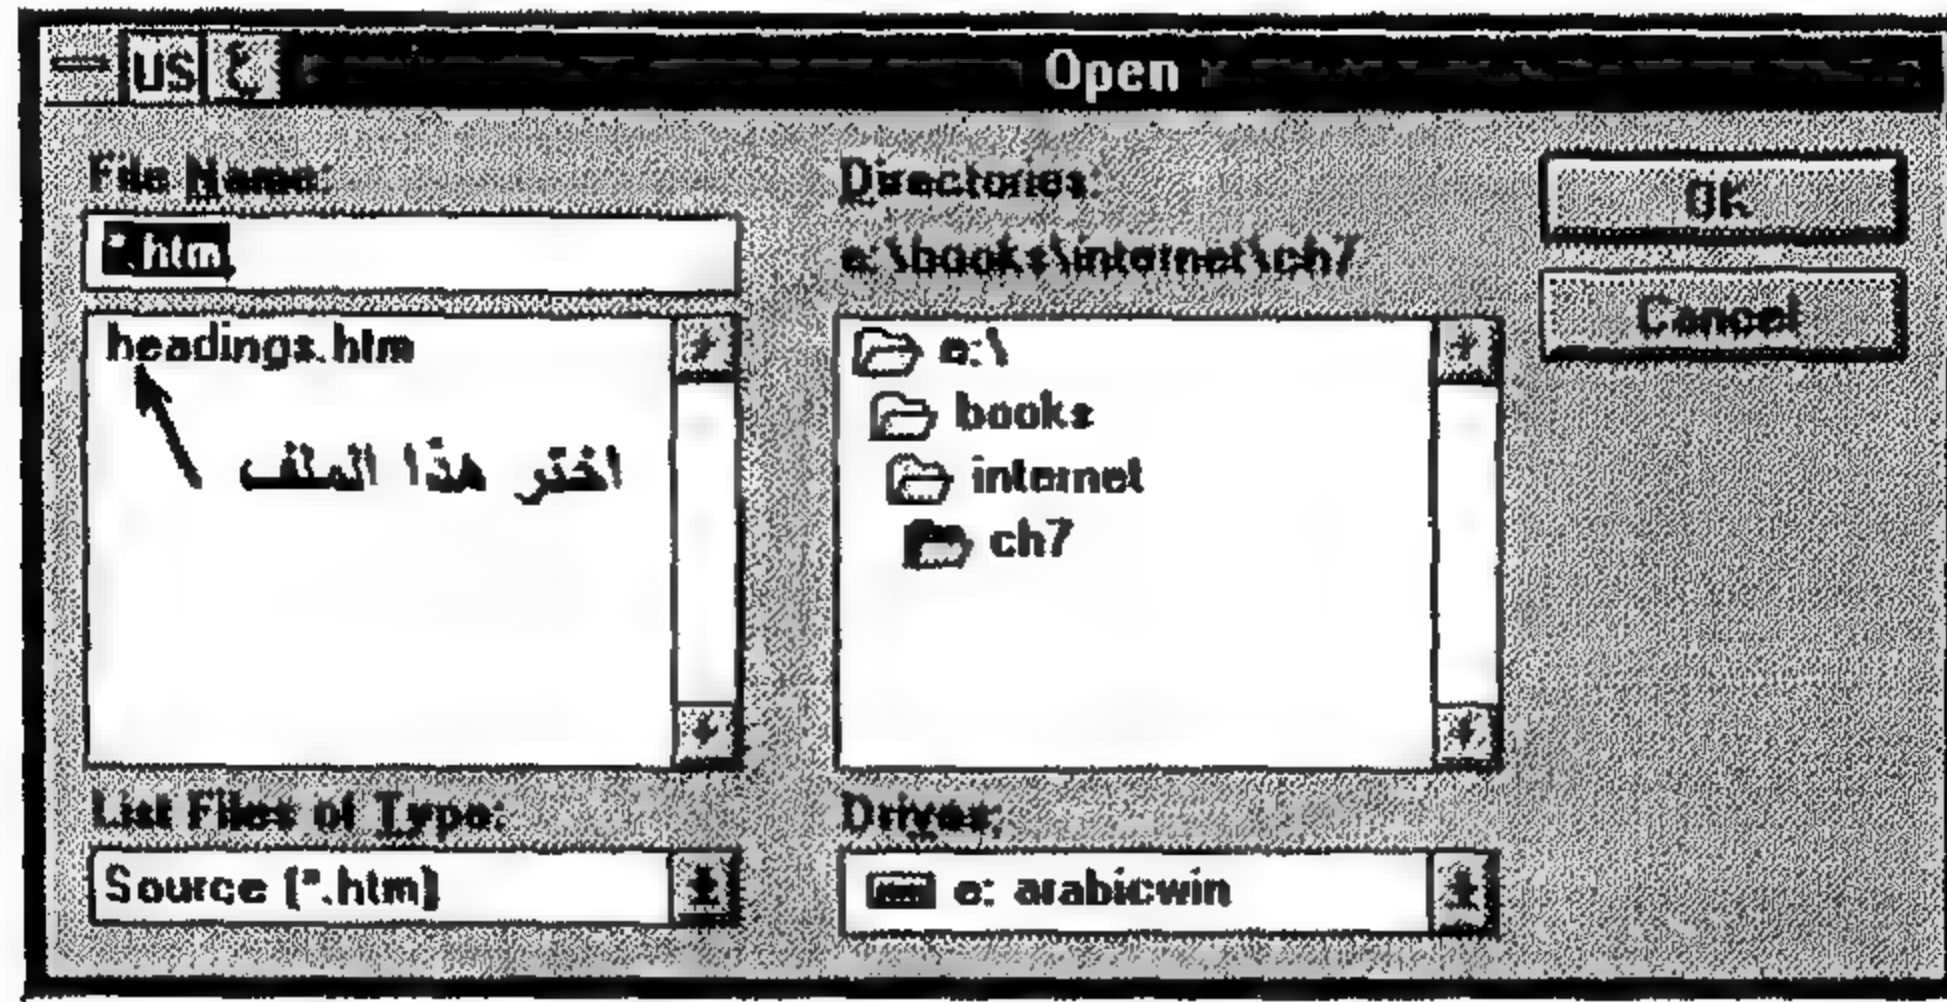 US ع Open
File Name:
*.htm
headings.htm
اختر هذا الملف
List Files of Type:
Source (*.htm)
Directories:
e:\books\internet\ch7
e:\
books
internet
ch7
Drives:
e: arabicwin
OK
Cancel